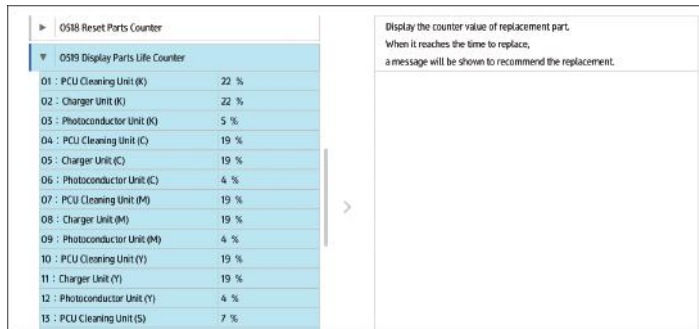 ▶ 0518 Reset Parts Counter
▼ 0519 Display Parts Life Counter
01 : PCU Cleaning Unit (K) 22 %
02 : Charger Unit (K) 22 %
03 : Photoconductor Unit (K) 5 %
04 : PCU Cleaning Unit (C) 19 %
05 : Charger Unit (C) 19 %
06 : Photoconductor Unit (C) 4 %
07 : PCU Cleaning Unit (M) 19 %
08 : Charger Unit (M) 19 %
09 : Photoconductor Unit (M) 4 %
10 : PCU Cleaning Unit (Y) 19 %
11 : Charger Unit (Y) 19 %
12 : Photoconductor Unit (Y) 4 %
13 : PCU Cleaning Unit (S) 7 %
Display the counter value of replacement part.
When it reaches the time to replace,
a message will be shown to recommend the replacement.